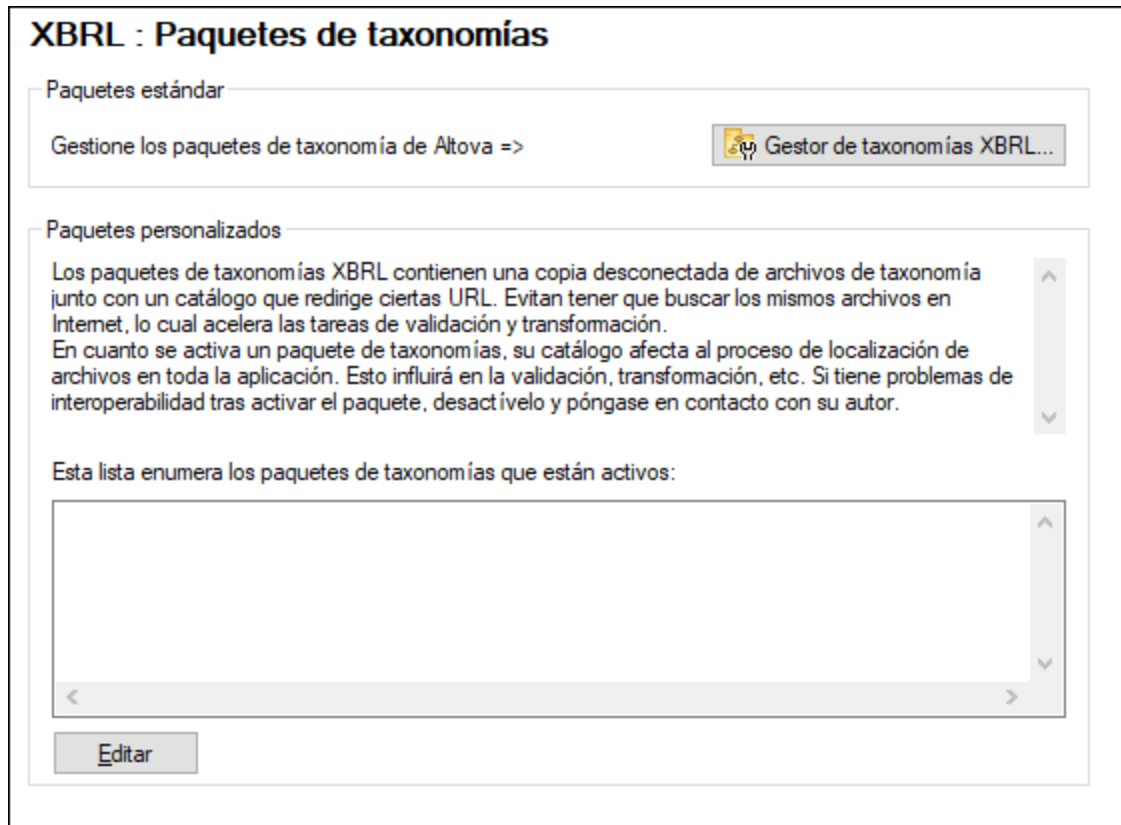 XBRL : Paquetes de taxonomías
Paquetes estándar
Gestione los paquetes de taxonomía de Altova =>
Gestor de taxonomías XBRL...
Paquetes personalizados
Los paquetes de taxonomías XBRL contienen una copia desconectada de archivos de taxonomía
junto con un catálogo que redirige ciertas URL. Evitan tener que buscar los mismos archivos en
Internet, lo cual acelera las tareas de validación y transformación.
En cuanto se activa un paquete de taxonomías, su catálogo afecta al proceso de localización de
archivos en toda la aplicación. Esto influirá en la validación, transformación, etc. Si tiene problemas de
interoperabilidad tras activar el paquete, desactívelo y póngase en contacto con su autor.
Esta lista enumera los paquetes de taxonomías que están activos:
Editar